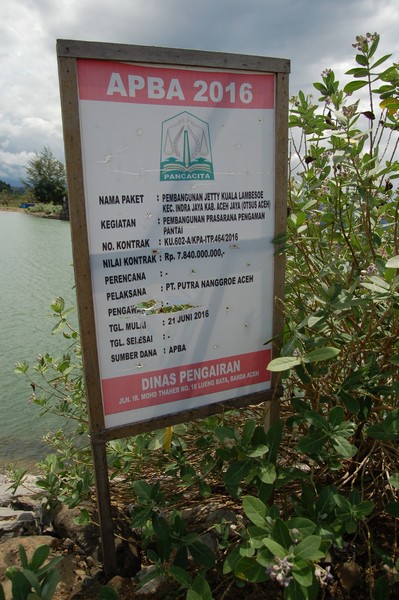 APBA 2016
PANCACITA
NAMA PAKET : PEMBANGUNAN JETTY KUALA LAMBESOE
KEC. INDRA JAYA KAB. ACEH JAYA (OTSUS ACEH)
KEGIATAN : PEMBANGUNAN PRASARANA PENGAMAN
PANTAI
NO. KONTRAK : KU.602-A/KPA-ITP.464/2016
NILAI KONTRAK : Rp. 7.840.000.000,-
PERENCANA : -
PELAKSANA : PT. PUTRA NANGGROE ACEH
TGL. MULAI : 21 JUNI 2016
TGL. SELESAI : -
SUMBER DANA : APBA
DINAS PENGAIRAN
JLN. IR. MOHD THAHER NO. 18 LUENG BATA, BANDA ACEH